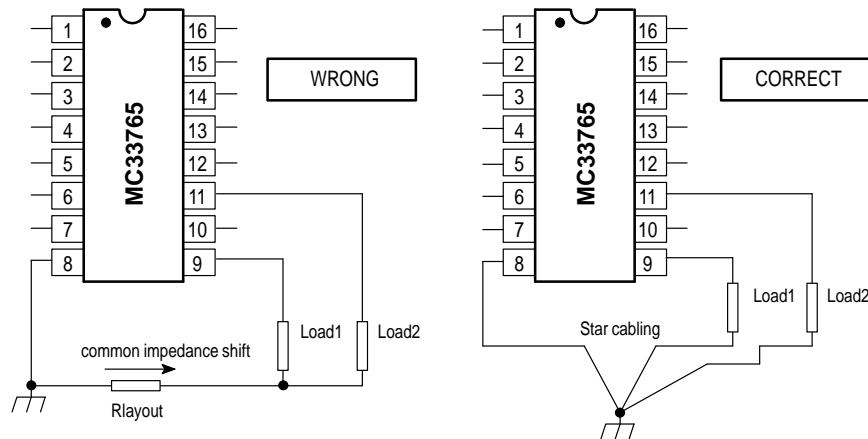 1 16
2 15
3 14
4 13
5 12
6 11
7 10
8 9
MC33765
WRONG
Load1
Load2
common impedance shift
Rlayout
1 16
2 15
3 14
4 13
5 12
6 11
7 10
8 9
MC33765
CORRECT
Load1
Load2
Star cabling